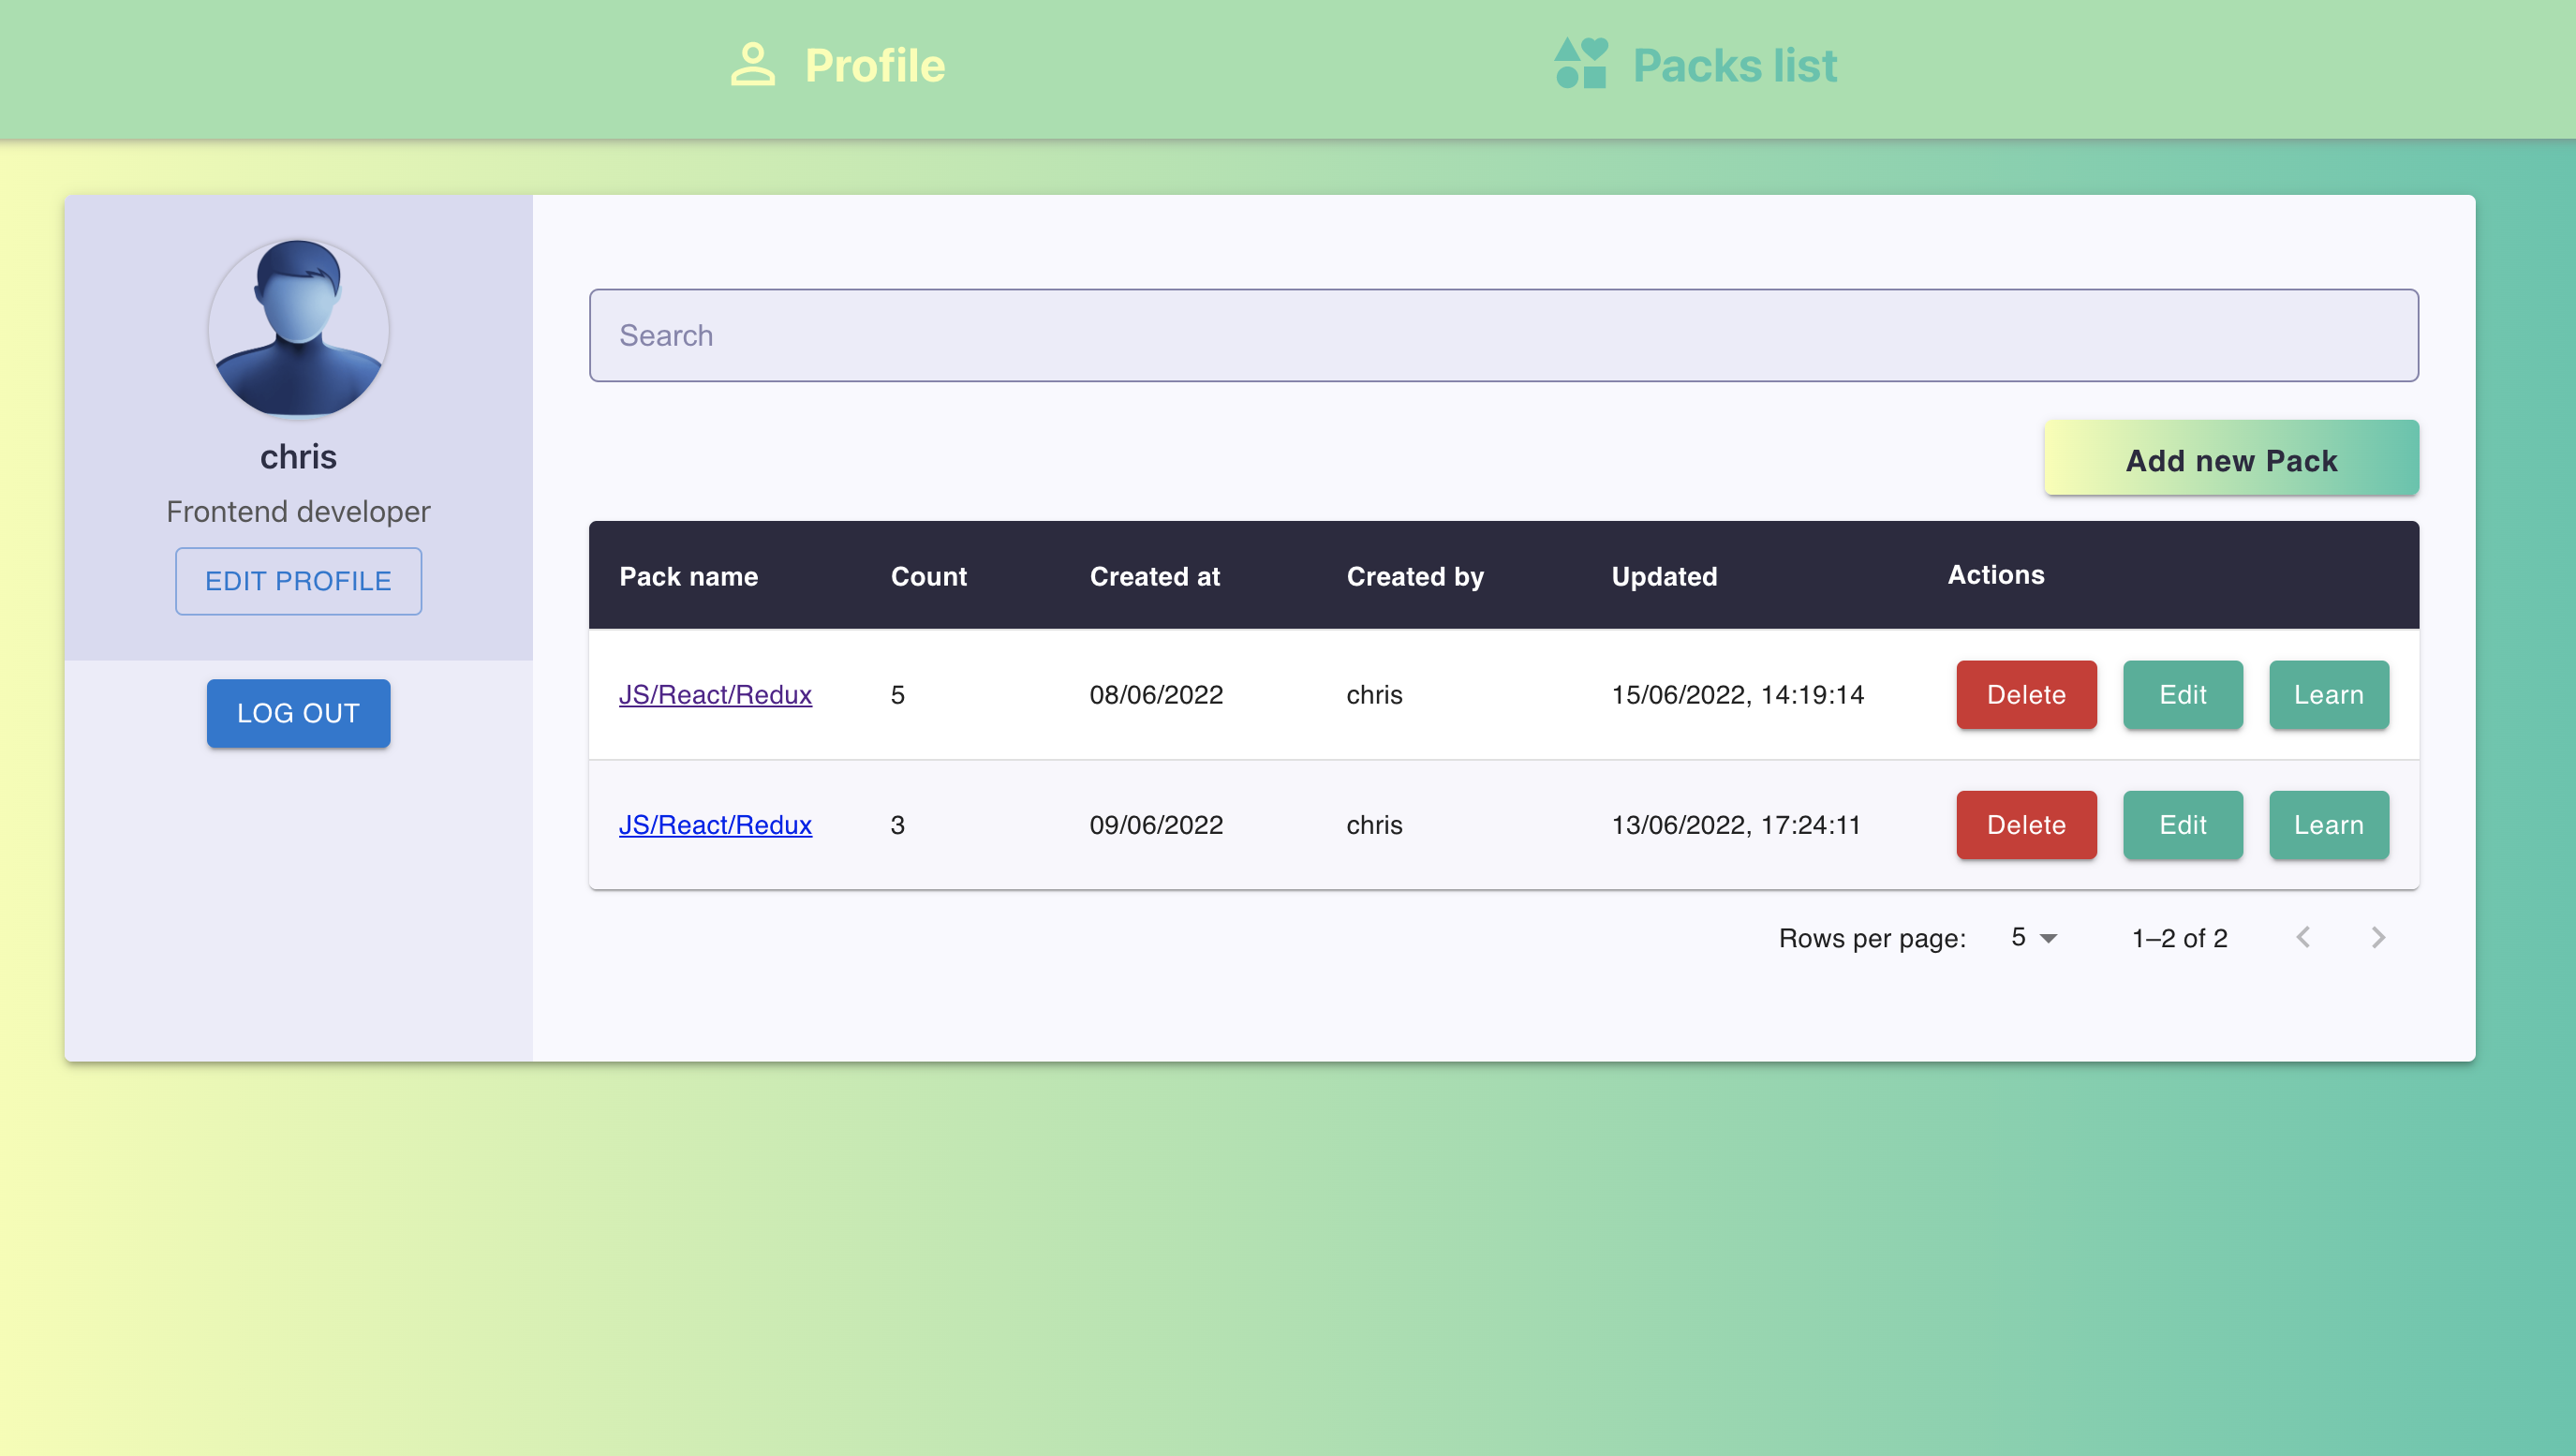 Profile
Packs list
chris
Frontend developer
EDIT PROFILE
LOG OUT
Search
Add new Pack
Pack name Count Created at Created by Updated Actions
JS/React/Redux 5 08/06/2022 chris 15/06/2022, 14:19:14 Delete Edit Learn
JS/React/Redux 3 09/06/2022 chris 13/06/2022, 17:24:11 Delete Edit Learn
Rows per page: 5 1–2 of 2